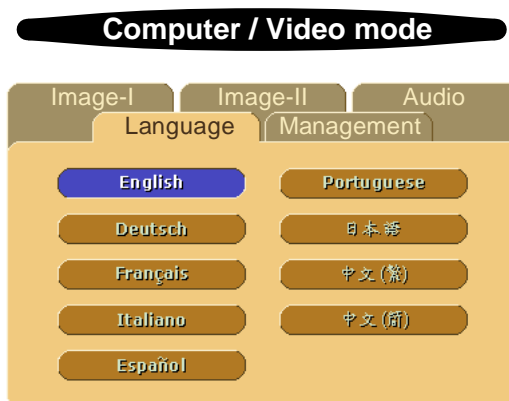 Computer / Video mode
Image-I Image-II Audio
Language Management
English Portuguese
Deutsch 日本語
Français 中文(繁)
Italiano 中文(简)
Español